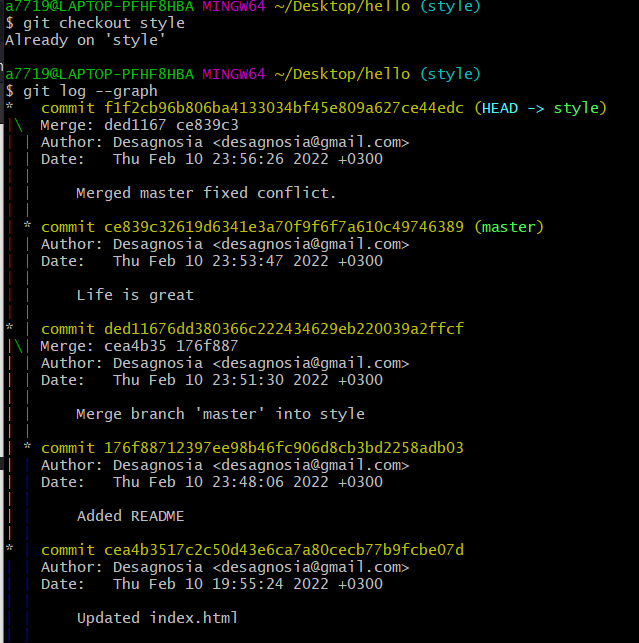 a7719@LAPTOP-PFHF8HBA MINGW64 ~/Desktop/hello (style)
$ git checkout style
Already on 'style'
a7719@LAPTOP-PFHF8HBA MINGW64 ~/Desktop/hello (style)
$ git log --graph
*   commit f1f2cb96b806ba4133034bf45e809a627ce44edc (HEAD -> style)
|\  Merge: ded1167 ce839c3
| | Author: Desagnosia <desagnosia@gmail.com>
| | Date:   Thu Feb 10 23:56:26 2022 +0300
| |
| |     Merged master fixed conflict.
| |
| * commit ce839c32619d6341e3a70f9f6f7a610c49746389 (master)
| | Author: Desagnosia <desagnosia@gmail.com>
| | Date:   Thu Feb 10 23:53:47 2022 +0300
| |
| |     Life is great
| |
* | commit ded11676dd380366c222434629eb220039a2ffcf
|\| Merge: cea4b35 176f887
| | Author: Desagnosia <desagnosia@gmail.com>
| | Date:   Thu Feb 10 23:51:30 2022 +0300
| |
| |     Merge branch 'master' into style
| |
| * commit 176f88712397ee98b46fc906d8cb3bd2258adb03
| | Author: Desagnosia <desagnosia@gmail.com>
| | Date:   Thu Feb 10 23:48:06 2022 +0300
| |
| |     Added README
| |
* | commit cea4b3517c2c50d43e6ca7a80cecb77b9fcbe07d
| | Author: Desagnosia <desagnosia@gmail.com>
| | Date:   Thu Feb 10 19:55:24 2022 +0300
| |
| |     Updated index.html
| |